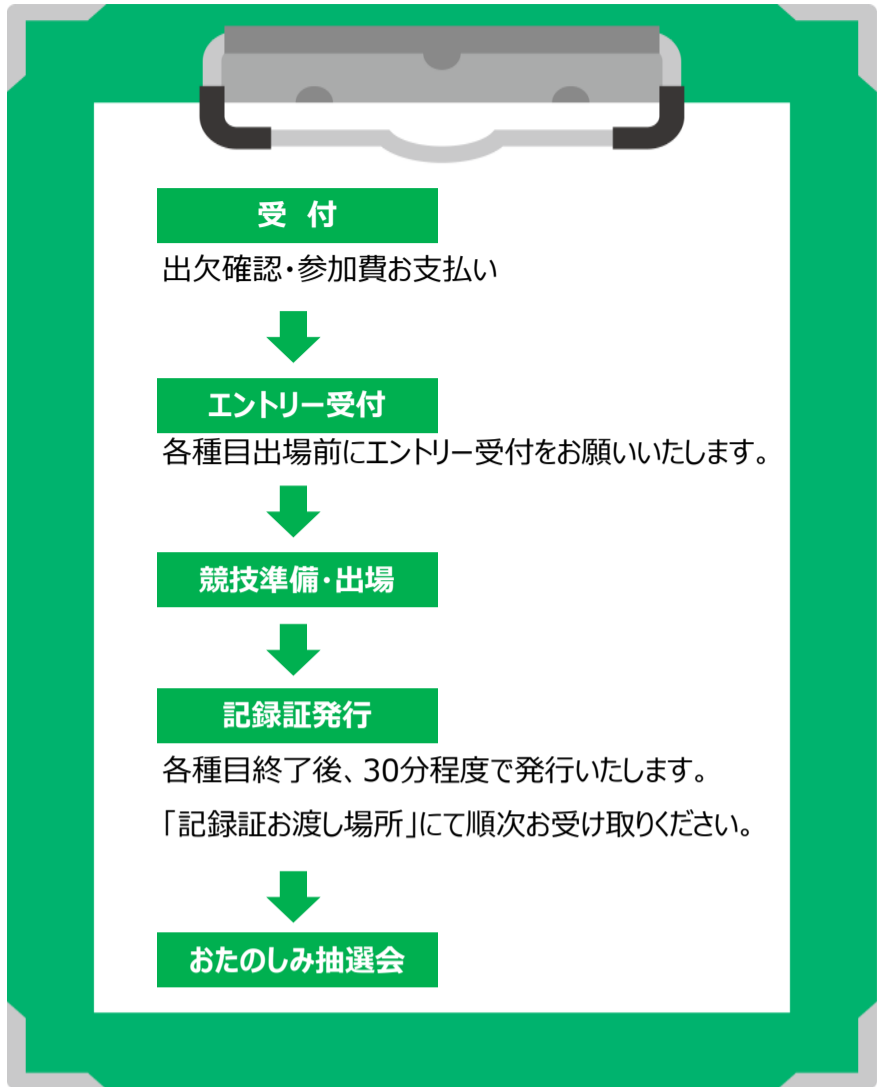 受 付
出欠確認・参加費お支払い
エントリー受付
各種目出場前にエントリー受付をお願いいたします。
競技準備・出場
記録証発行
各種目終了後、30分程度で発行いたします。
「記録証お渡し場所」にて順次お受け取りください。
おたのしみ抽選会